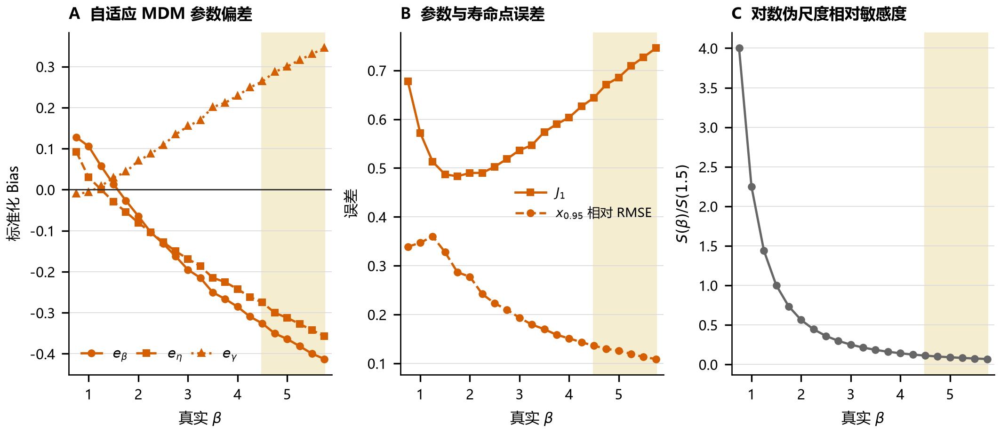 A 自适应 MDM 参数偏差
标准化 Bias
0.3
0.2
0.1
0.0
-0.1
-0.2
-0.3
-0.4
eβ eη eγ
1 2 3 4 5
真实 β
B 参数与寿命点误差
误差
0.7
0.6
0.5
0.4
0.3
0.2
0.1
J1
x0.95 相对 RMSE
1 2 3 4 5
真实 β
C 对数伪尺度相对敏感度
S(β)/S(1.5)
4.0
3.5
3.0
2.5
2.0
1.5
1.0
0.5
0.0
1 2 3 4 5
真实 β